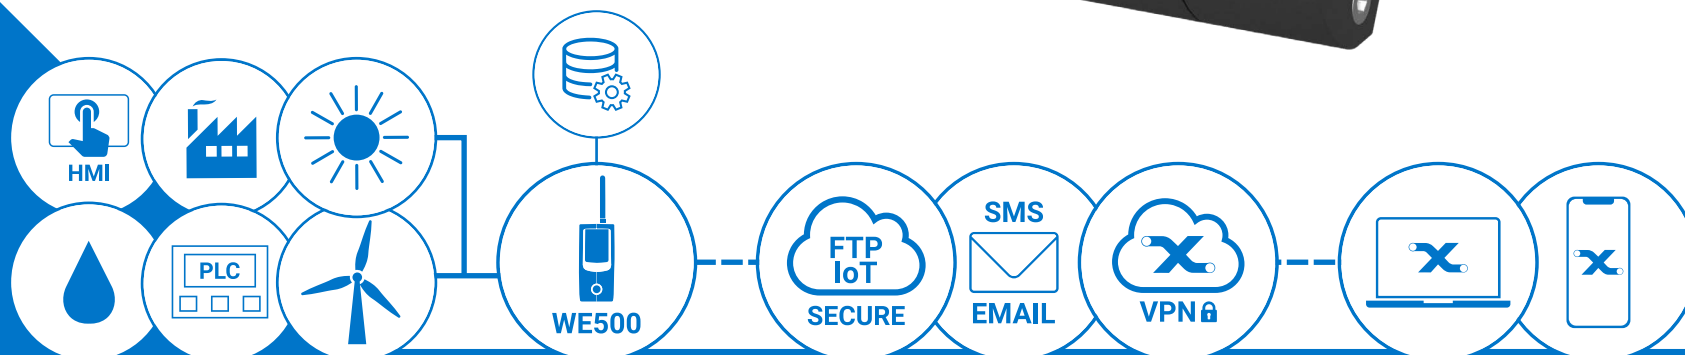 HMI
PLC
WE500
FTP
IoT
SECURE
SMS
EMAIL
VPN